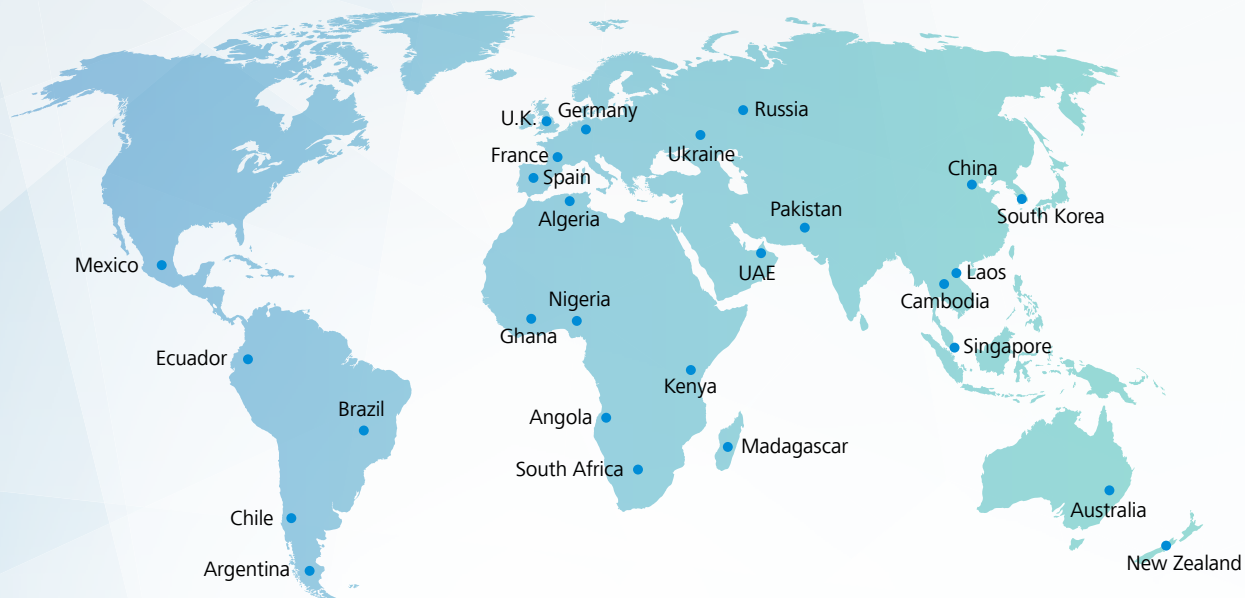 U.K.
Germany
Russia
France
Ukraine
Spain
China
Algeria
Pakistan
South Korea
Mexico
UAE
Laos
Nigeria
Cambodia
Ghana
Singapore
Ecuador
Kenya
Brazil
Angola
Madagascar
South Africa
Australia
Chile
New Zealand
Argentina